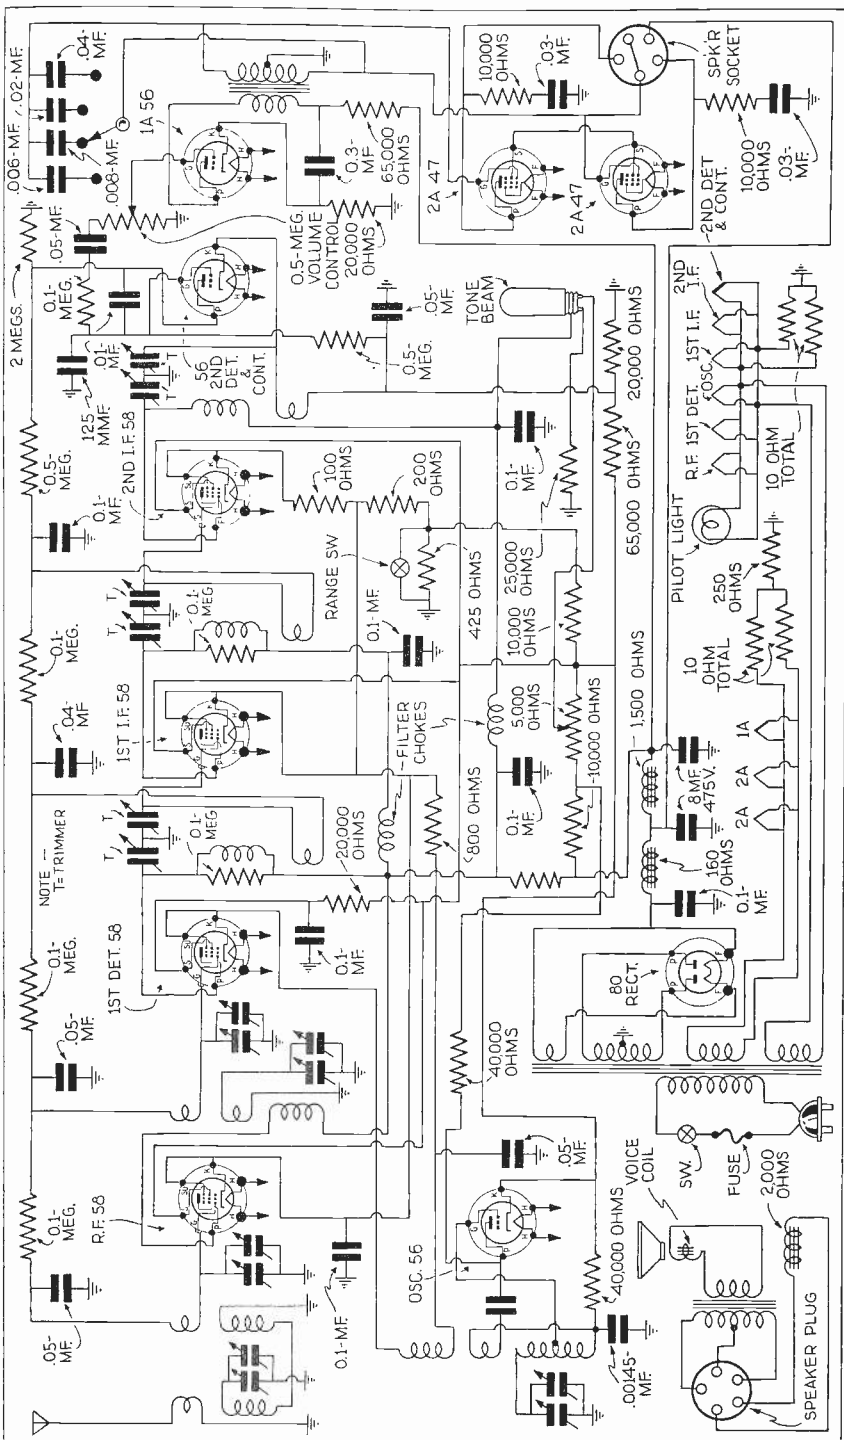 .05-
MF.
0.1-
MEG.
R.F. 58
0.1-MF.
.05-MF.
0.1-
MEG.
1ST DET. 58
NOTE --
T= TRIMMER
T
T
0.1-
MEG
.04-
MF.
0.1-
MEG.
1ST I.F. 58
T
T
0.1-
MEG
0.1-
MF.
0.5-
MEG.
2ND I.F. 58
125
MMF.
.01-
MF.
0.1-
MEG.
2 MEGS.
.05-MF.
T
T
56
2ND
DET.
& CONT.
.006-MF.
.008-MF.
.02-MF.
.04-
MF.
1A 56
0.5-MEG.
VOLUME
CONTROL
20,000
OHMS
0.3-
MF.
65,000
OHMS
0.1-
MF.
20,000
OHMS
FILTER
CHOKES
0.1-MF.
RANGE SW
100
OHMS
200
OHMS
425 OHMS
0.5-MEG.
.05-
MF.
TONE
BEAM
0.1-
MF.
25,000
OHMS
10,000
OHMS
5,000
OHMS
10,000 OHMS
800 OHMS
0.1-
MF.
20,000 OHMS
65,000 OHMS
2A 47
2A47
10,000
OHMS
.03-
MF.
SPK'R
SOCKET
10,000
OHMS
.03-
MF.
OSC. 56
.05-
MF.
40,000
OHMS
40,000 OHMS
.00145-
MF.
VOICE
COIL
2,000
OHMS
SPEAKER PLUG
SW.
FUSE
80
RECT.
0.1-
MF.
160
OHMS
8 MF.
475V.
1,500 OHMS
2A
2A
1A
10
OHM
TOTAL
250
OHMS
PILOT LIGHT
R.F.
1ST DET.
OSC.
1ST I.F.
2ND
I.F.
2ND DET
& CONT.
10 OHM
TOTAL